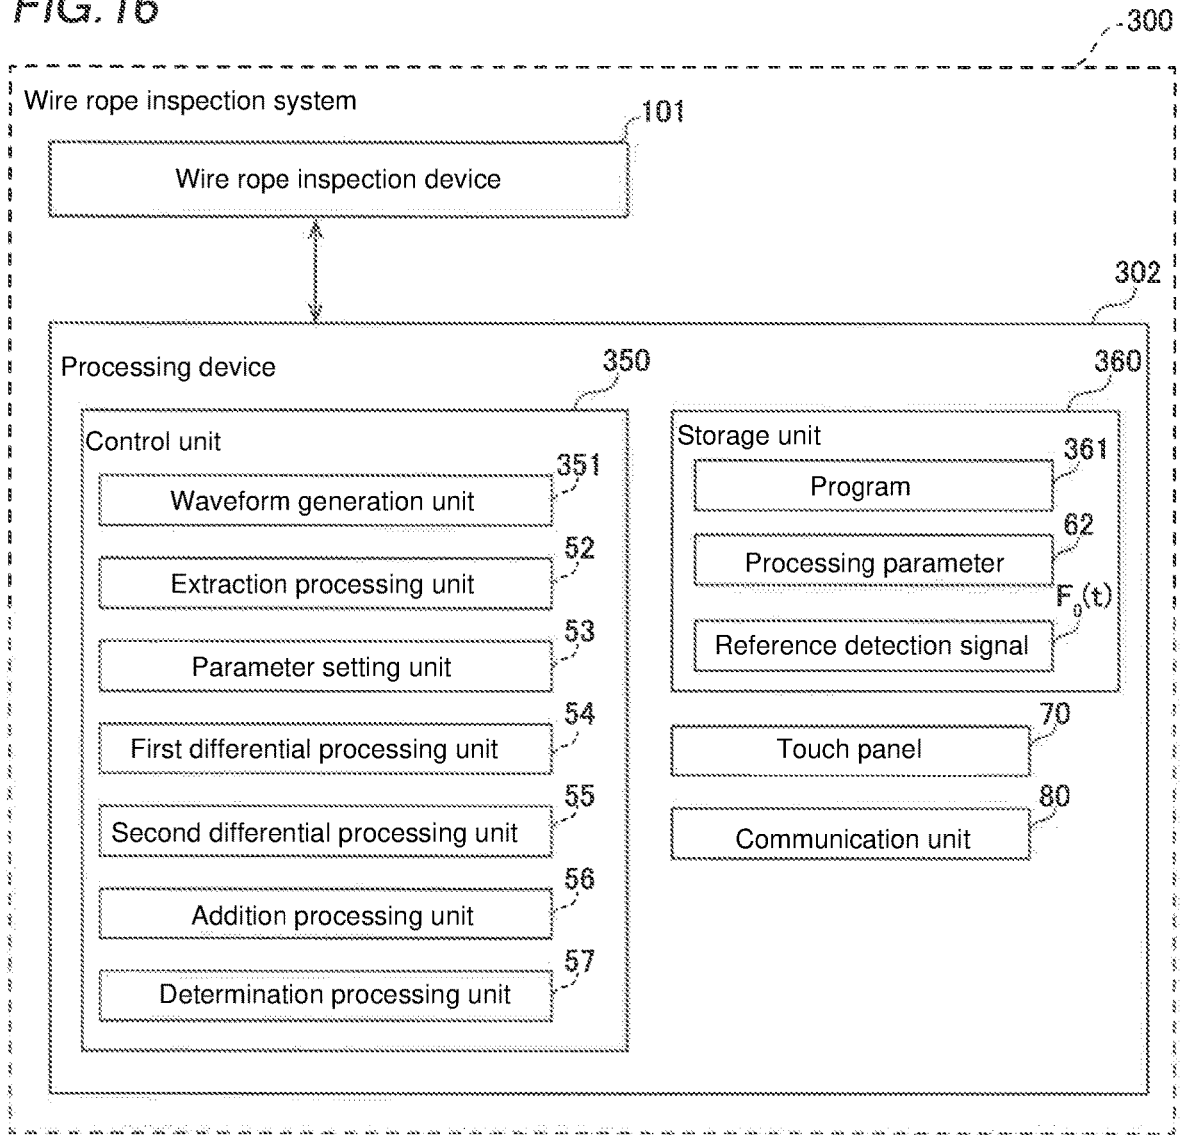 FIG. 16
300
Wire rope inspection system
101
Wire rope inspection device
302
Processing device
350
Control unit
351
Waveform generation unit
52
Extraction processing unit
53
Parameter setting unit
54
First differential processing unit
55
Second differential processing unit
56
Addition processing unit
57
Determination processing unit
360
Storage unit
361
Program
62
Processing parameter
F₀(t)
Reference detection signal
70
Touch panel
80
Communication unit